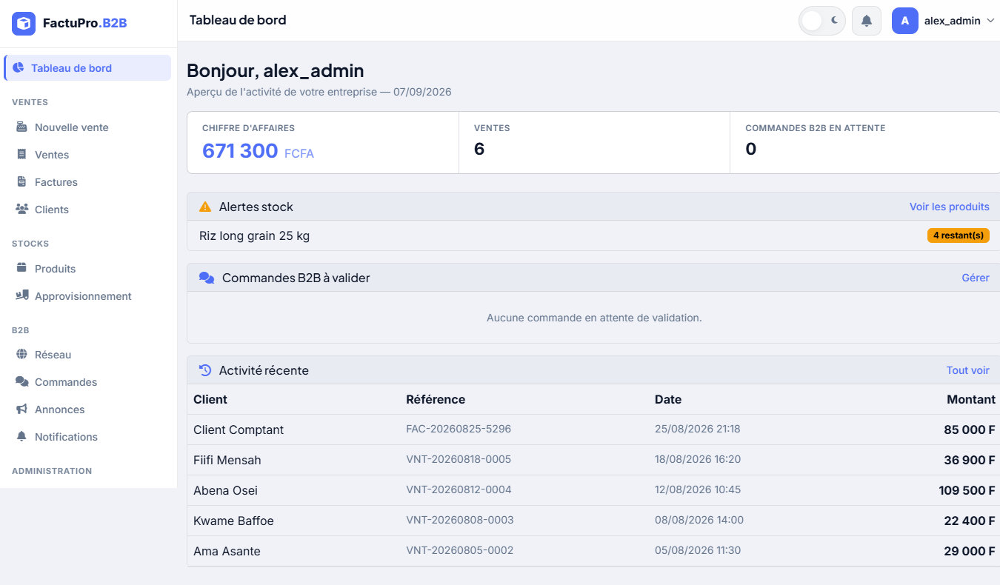 FactuPro.B2B
Tableau de bord
VENTES
Nouvelle vente
Ventes
Factures
Clients
STOCKS
Produits
Approvisionnement
B2B
Réseau
Commandes
Annonces
Notifications
ADMINISTRATION
Tableau de bord
A alex_admin
Bonjour, alex_admin
Aperçu de l'activité de votre entreprise — 07/09/2026
CHIFFRE D'AFFAIRES
671 300 FCFA
VENTES
6
COMMANDES B2B EN ATTENTE
0
Alertes stock Voir les produits
Riz long grain 25 kg 4 restant(s)
Commandes B2B à valider Gérer
Aucune commande en attente de validation.
Activité récente Tout voir
Client Référence Date Montant
Client Comptant FAC-20260825-5296 25/08/2026 21:18 85 000 F
Fiifi Mensah VNT-20260818-0005 18/08/2026 16:20 36 900 F
Abena Osei VNT-20260812-0004 12/08/2026 10:45 109 500 F
Kwame Baffoe VNT-20260808-0003 08/08/2026 14:00 22 400 F
Ama Asante VNT-20260805-0002 05/08/2026 11:30 29 000 F